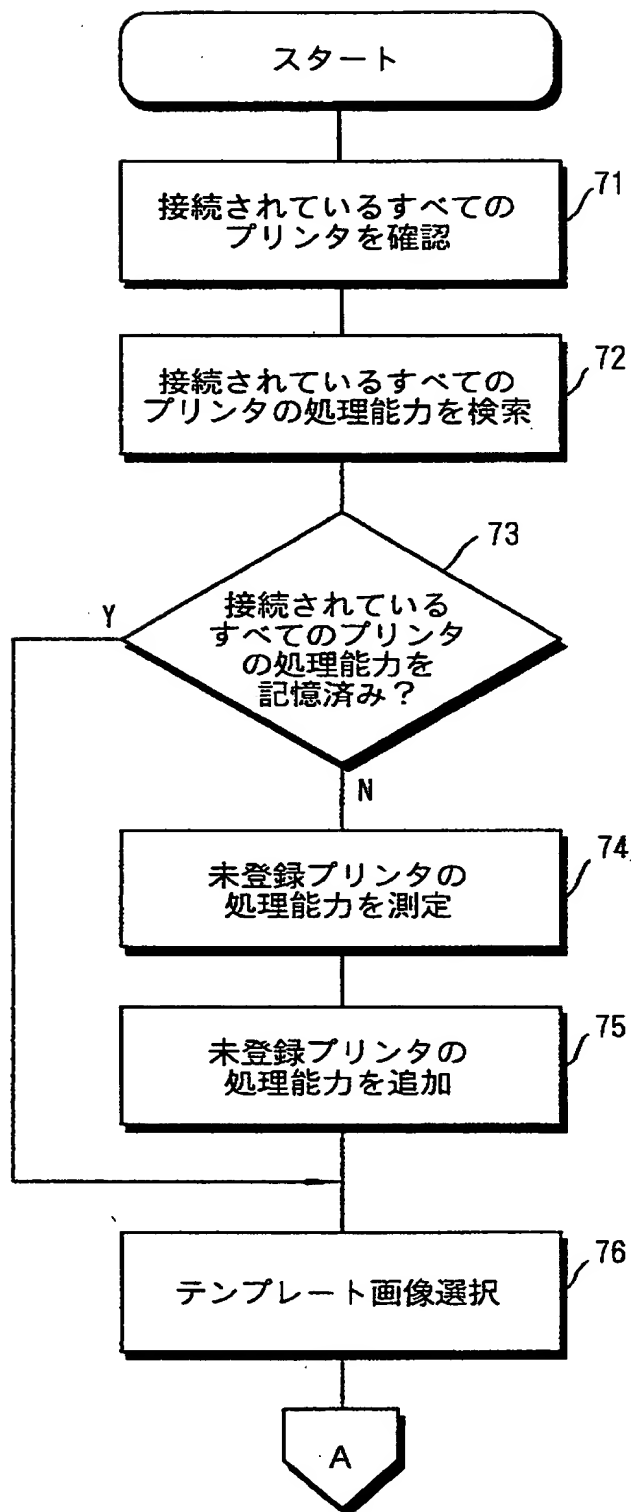 スタート
71
接続されているすべての
プリンタを確認
72
接続されているすべての
プリンタの処理能力を検索
73
Y
接続されている
すべてのプリンタ
の処理能力を
記憶済み？
N
74
未登録プリンタの
処理能力を測定
75
未登録プリンタの
処理能力を追加
76
テンプレート画像選択
A